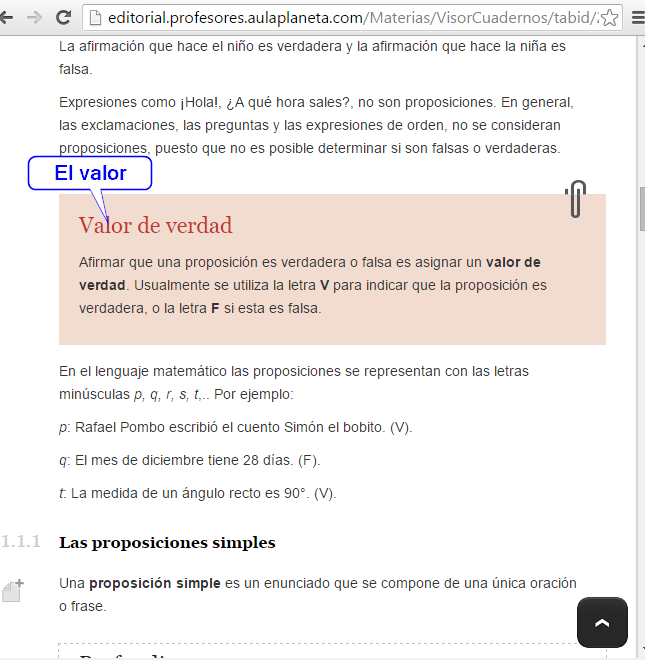 editorial.profesores.aulaplaneta.com/Materias/VisorCuadernos/tabid/
La afirmación que hace el niño es verdadera y la afirmación que hace la niña es
falsa.
Expresiones como ¡Hola!, ¿A qué hora sales?, no son proposiciones. En general,
las exclamaciones, las preguntas y las expresiones de orden, no se consideran
proposiciones, puesto que no es posible determinar si son falsas o verdaderas.
El valor
Valor de verdad
Afirmar que una proposición es verdadera o falsa es asignar un valor de
verdad. Usualmente se utiliza la letra V para indicar que la proposición es
verdadera, o la letra F si esta es falsa.
En el lenguaje matemático las proposiciones se representan con las letras
minúsculas p, q, r, s, t,.. Por ejemplo:
p: Rafael Pombo escribió el cuento Simón el bobito. (V).
q: El mes de diciembre tiene 28 días. (F).
t: La medida de un ángulo recto es 90°. (V).
1.1.1 Las proposiciones simples
Una proposición simple es un enunciado que se compone de una única oración
o frase.